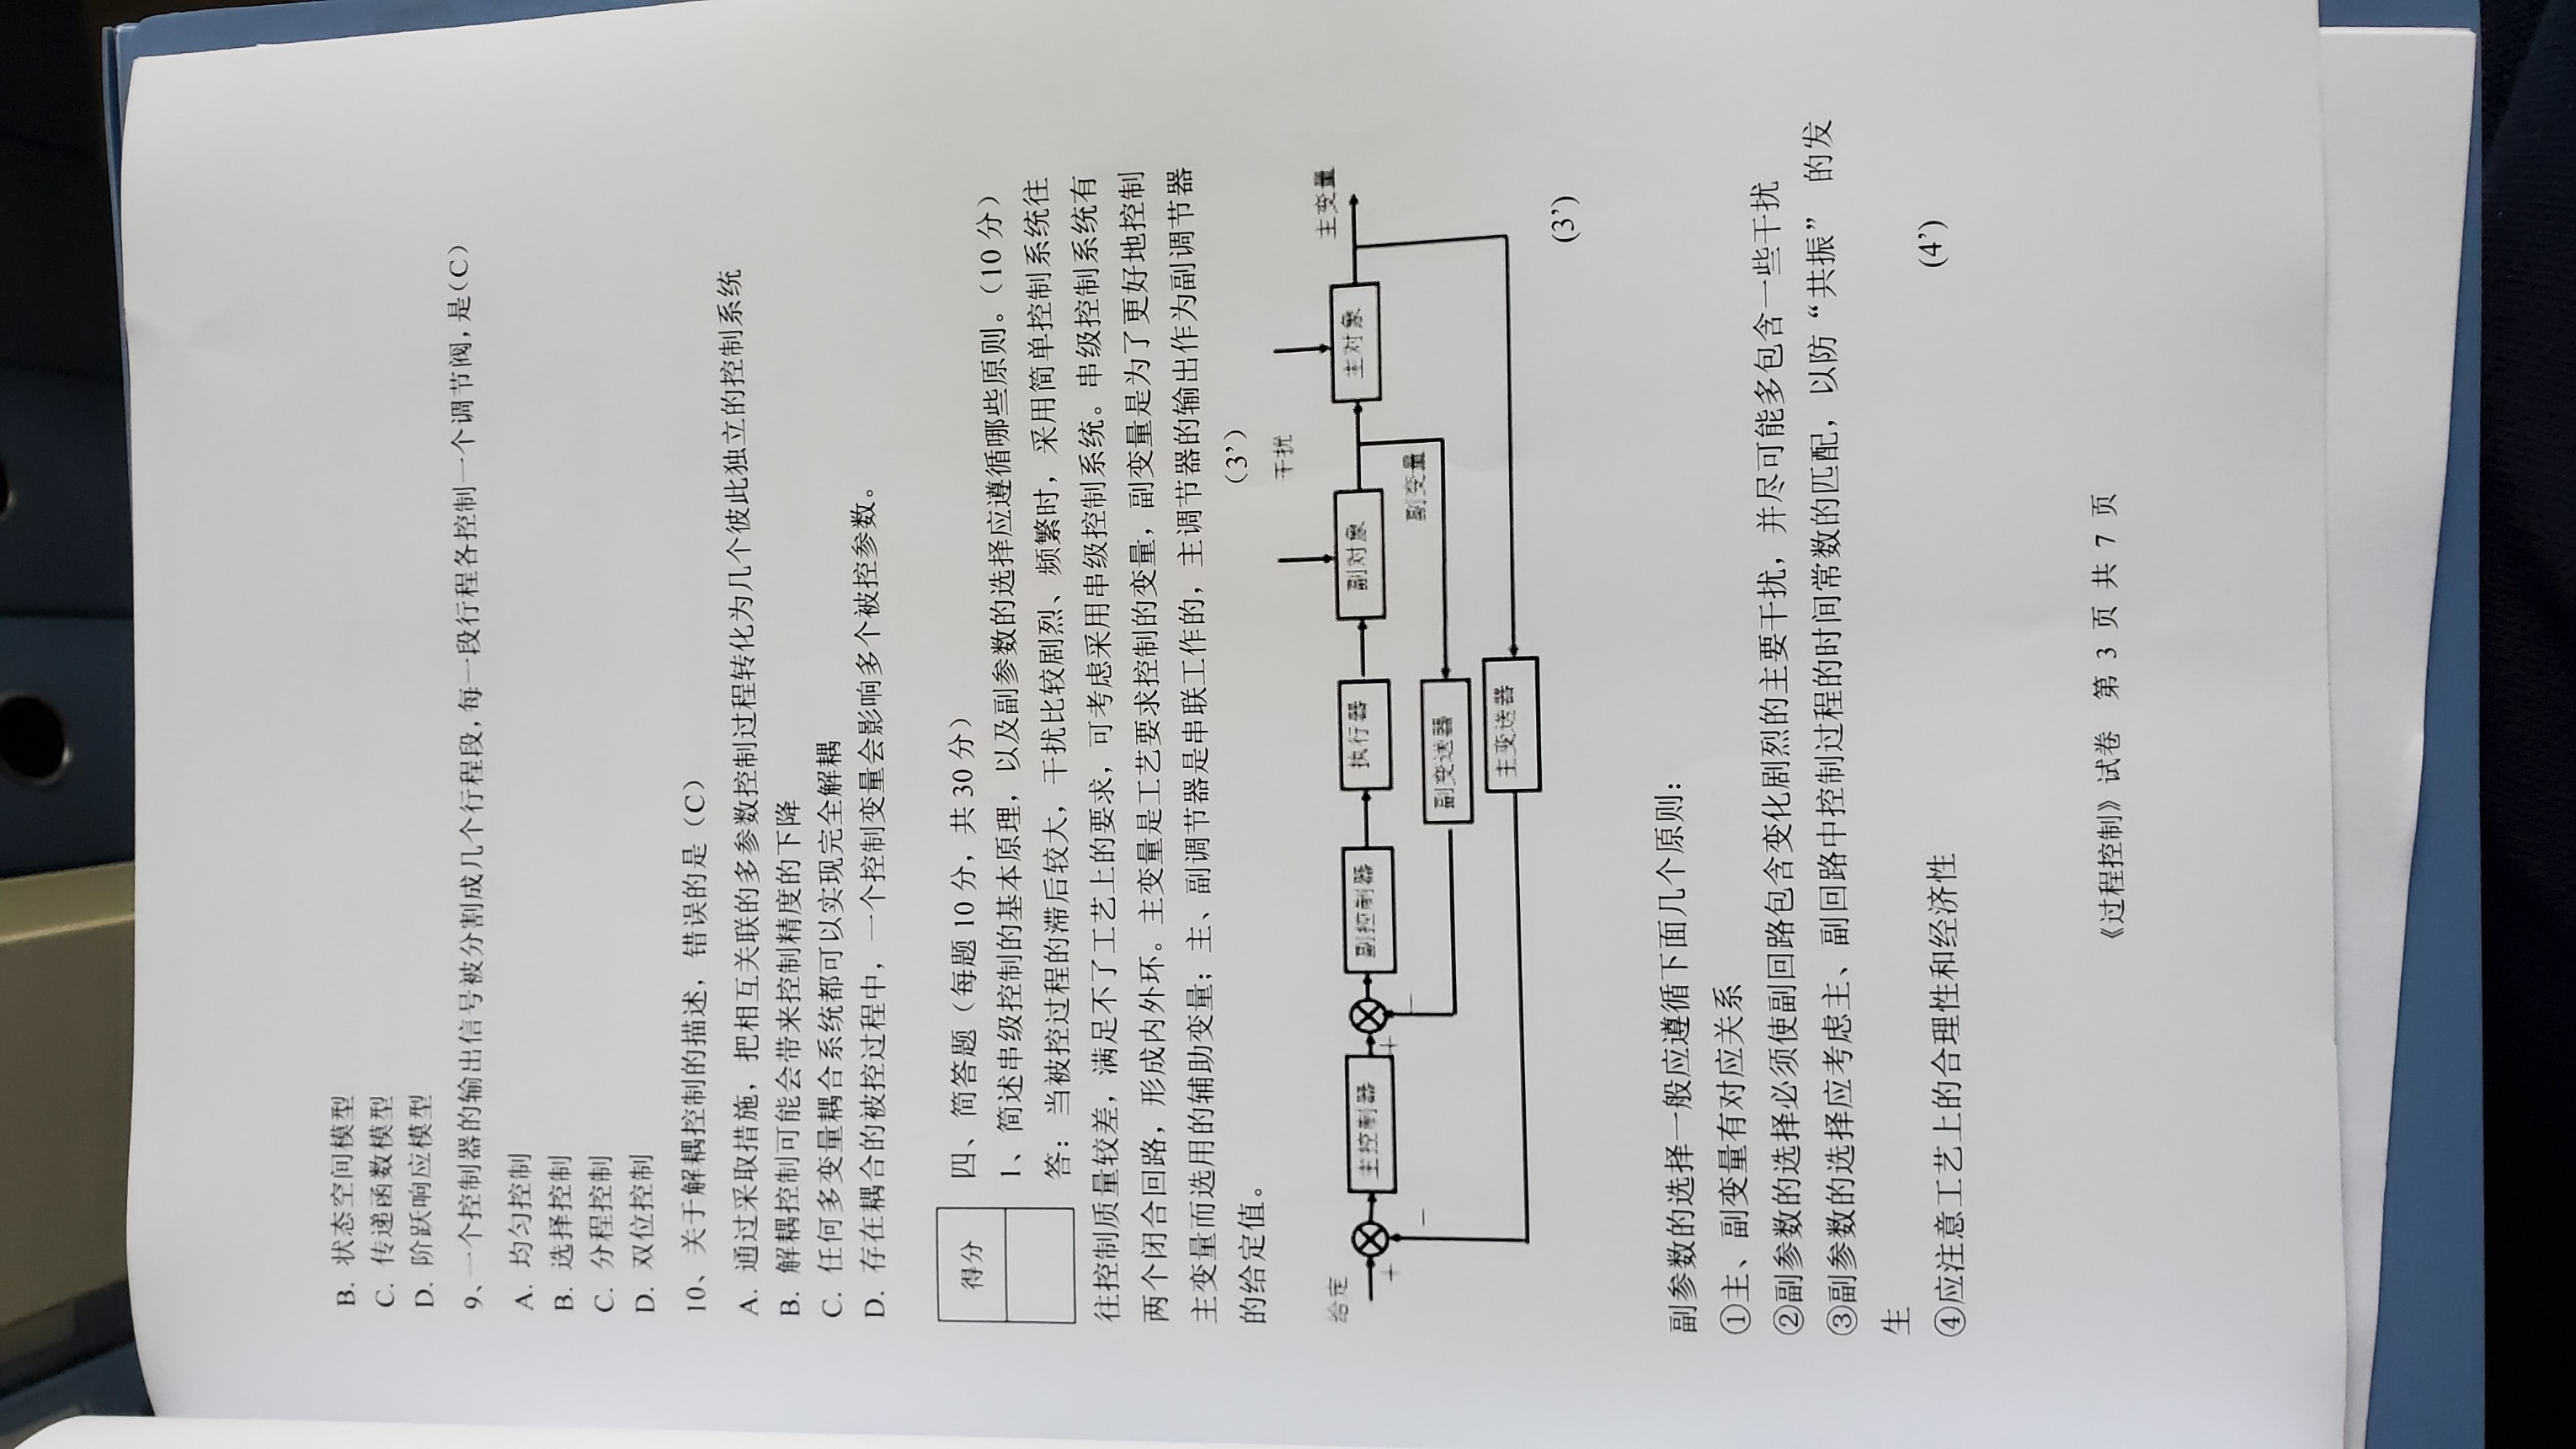 B. 状态空间模型
C. 传递函数模型
D. 阶跃响应模型
9、一个控制器的输出信号被分割成几个行程段,每一段行程各控制一个调节阀,是(C)
A. 均匀控制
B. 选择控制
C. 分程控制
D. 双位控制
10、关于解耦控制的描述，错误的是（C）
A. 通过采取措施，把相互关联的多参数控制过程转化为几个彼此独立的控制系统
B. 解耦控制可能会带来控制精度的下降
C. 任何多变量耦合系统都可以实现完全解耦
D. 存在耦合的被控过程中，一个控制变量会影响多个被控参数。
得分
四、简答题（每题 10 分，共 30 分）
1、简述串级控制的基本原理，以及副参数的选择应遵循哪些原则。（10 分）
答：当被控过程的滞后较大，干扰比较剧烈、频繁时，采用简单控制系统往
往控制质量较差，满足不了工艺上的要求，可考虑采用串级控制系统。串级控制系统有
两个闭合回路，形成内外环。主变量是工艺要求控制的变量，副变量是为了更好地控制
主变量而选用的辅助变量；主、副调节器是串联工作的，主调节器的输出作为副调节器
的给定值。
(3’)
干扰
主变量
给定
+
主控制器
+
副控制器
执行器
副对象
主对象
−
−
副变量
副变送器
主变送器
(3’)
副参数的选择一般应遵循下面几个原则：
①主、副变量有对应关系
②副参数的选择必须使副回路包含变化剧烈的主要干扰，并尽可能多包含一些干扰
③副参数的选择应考虑主、副回路中控制过程的时间常数的匹配，以防“共振”的发
生
④应注意工艺上的合理性和经济性
(4’)
《过程控制》试卷 第 3 页 共 7 页